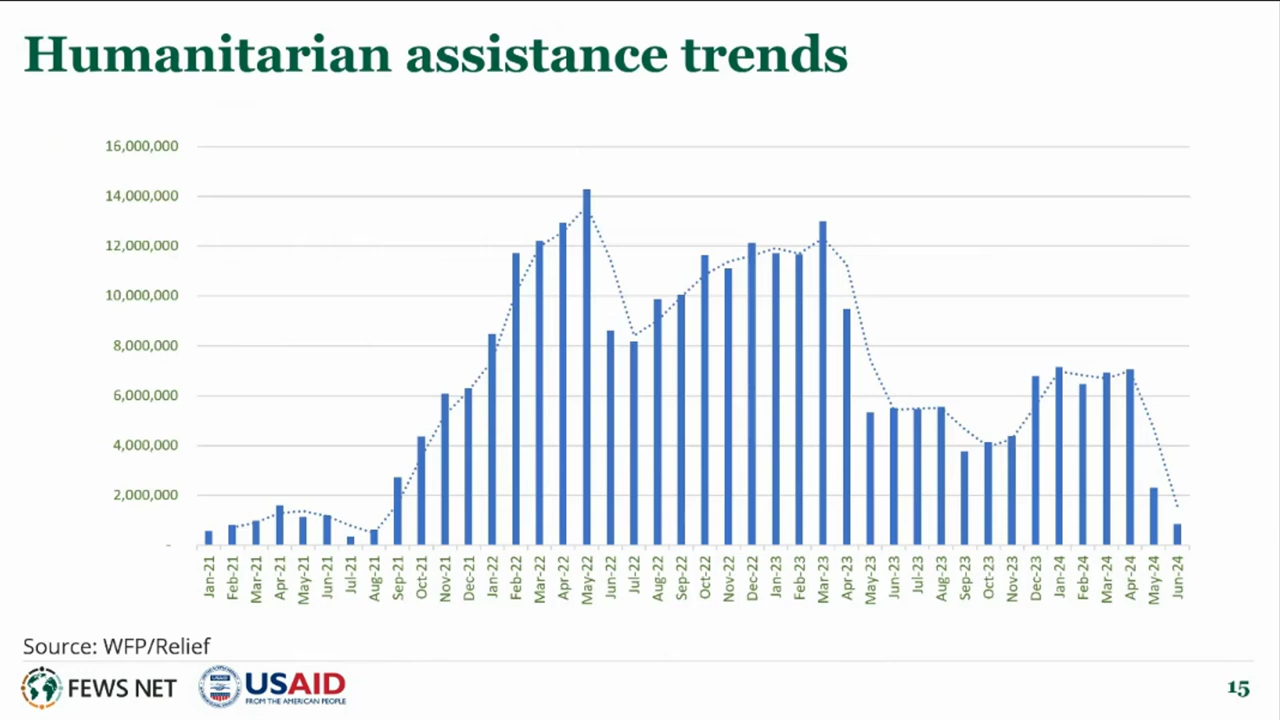 Humanitarian assistance trends
16,000,000
14,000,000
12,000,000
10,000,000
8,000,000
6,000,000
4,000,000
2,000,000
-
Jan-21
Feb-21
Mar-21
Apr-21
May-21
Jun-21
Jul-21
Aug-21
Sep-21
Oct-21
Nov-21
Dec-21
Jan-22
Feb-22
Mar-22
Apr-22
May-22
Jun-22
Jul-22
Aug-22
Sep-22
Oct-22
Nov-22
Dec-22
Jan-23
Feb-23
Mar-23
Apr-23
May-23
Jun-23
Jul-23
Aug-23
Sep-23
Oct-23
Nov-23
Dec-23
Jan-24
Feb-24
Mar-24
Apr-24
May-24
Jun-24
Source: WFP/Relief
FEWS NET
USAID
FROM THE AMERICAN PEOPLE
15